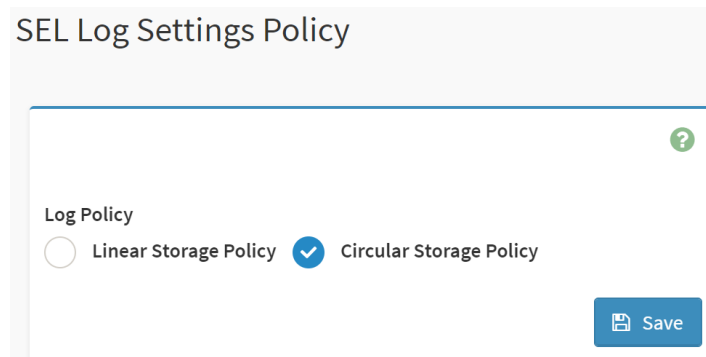 SEL Log Settings Policy
?
Log Policy
Linear Storage Policy Circular Storage Policy
Save